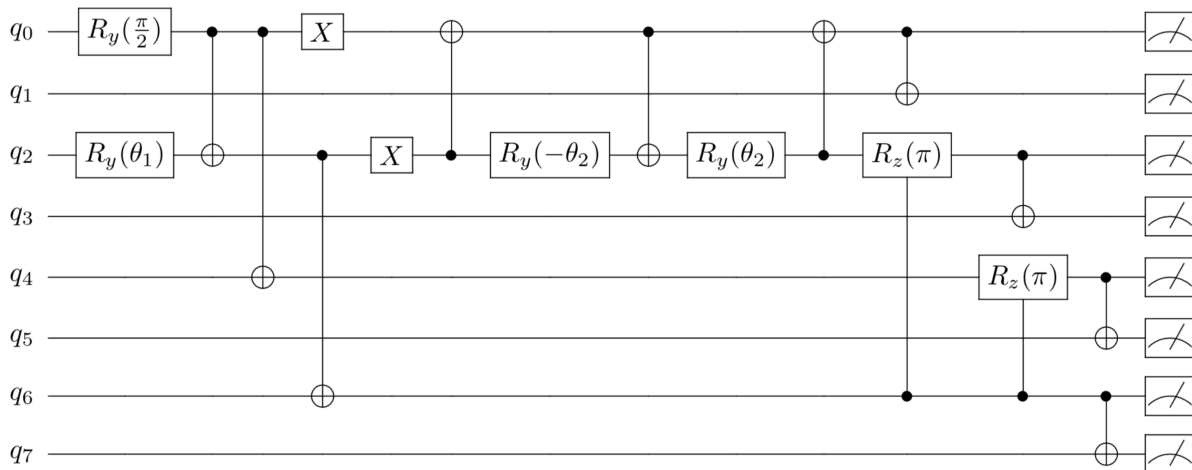 q₀ R_y(π/2) X
q₁
q₂ R_y(θ₁) X R_y(−θ₂) R_y(θ₂) R_z(π)
q₃
q₄ R_z(π)
q₅
q₆
q₇